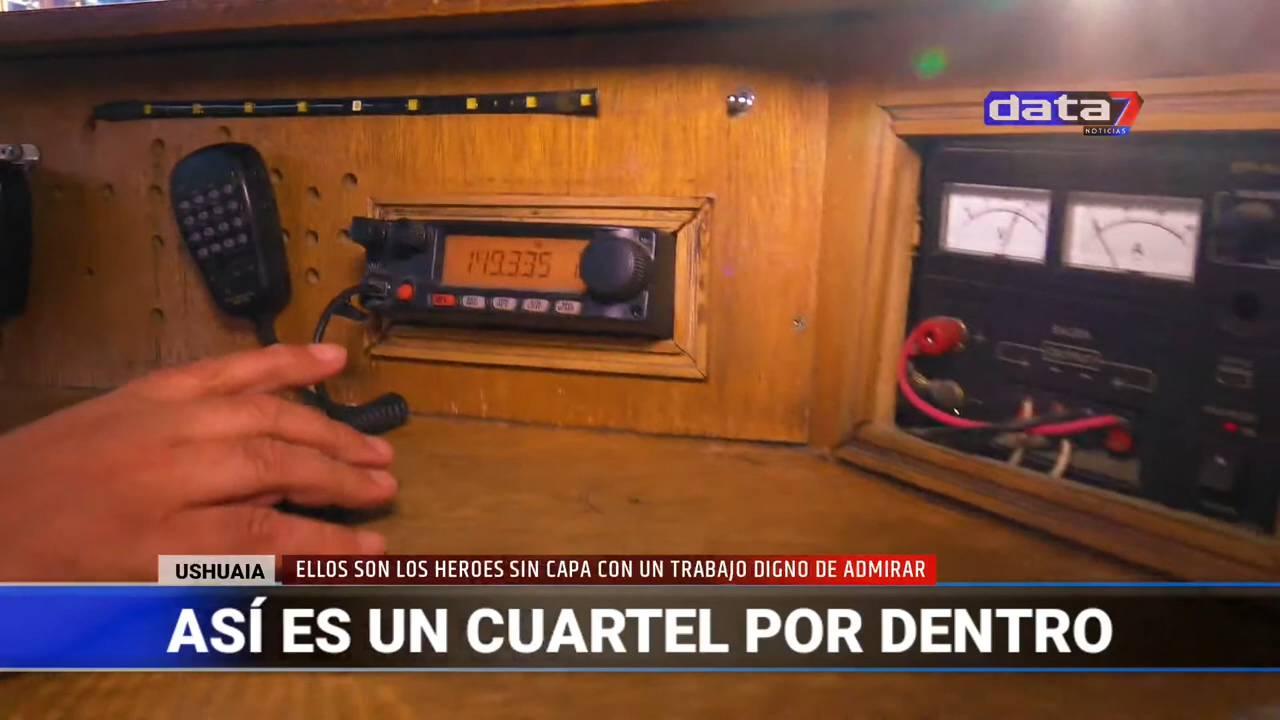 data7
NOTICIAS
149.335
USHUAIA
ELLOS SON LOS HEROES SIN CAPA CON UN TRABAJO DIGNO DE ADMIRAR
ASÍ ES UN CUARTEL POR DENTRO